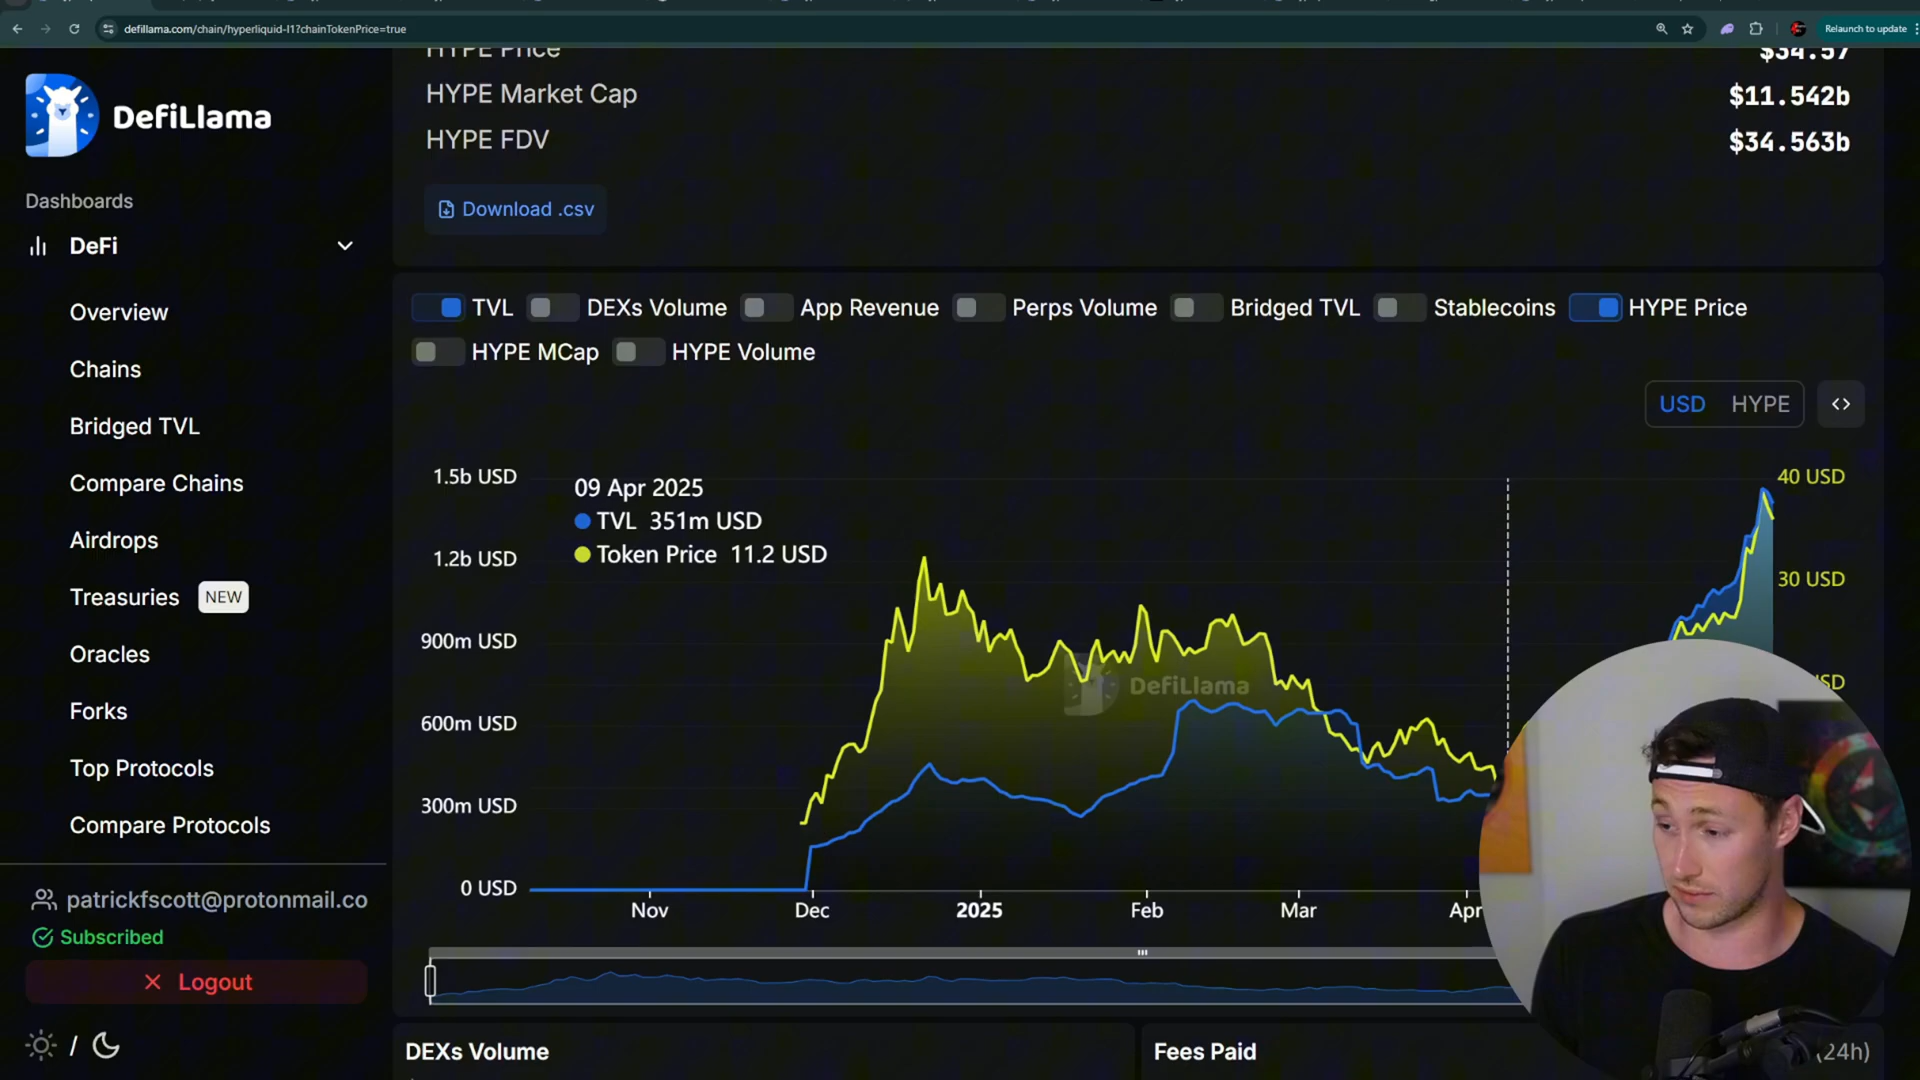 defillama.com/chain/hyperliquid-l1?chainTokenPrice=true
Relaunch to update
DefiLlama
HYPE Price
$34.57
HYPE Market Cap
$11.542b
HYPE FDV
$34.563b
Download .csv
Dashboards
DeFi
Overview
Chains
Bridged TVL
Compare Chains
Airdrops
Treasuries NEW
Oracles
Forks
Top Protocols
Compare Protocols
patrickfscott@protonmail.co
Subscribed
Logout
/
TVL DEXs Volume App Revenue Perps Volume Bridged TVL Stablecoins HYPE Price
HYPE MCap HYPE Volume
USD HYPE
1.5b USD
1.2b USD
900m USD
600m USD
300m USD
0 USD
09 Apr 2025
TVL 351m USD
Token Price 11.2 USD
40 USD
30 USD
DefiLlama
Nov Dec 2025 Feb Mar Apr
DEXs Volume
Fees Paid
(24h)